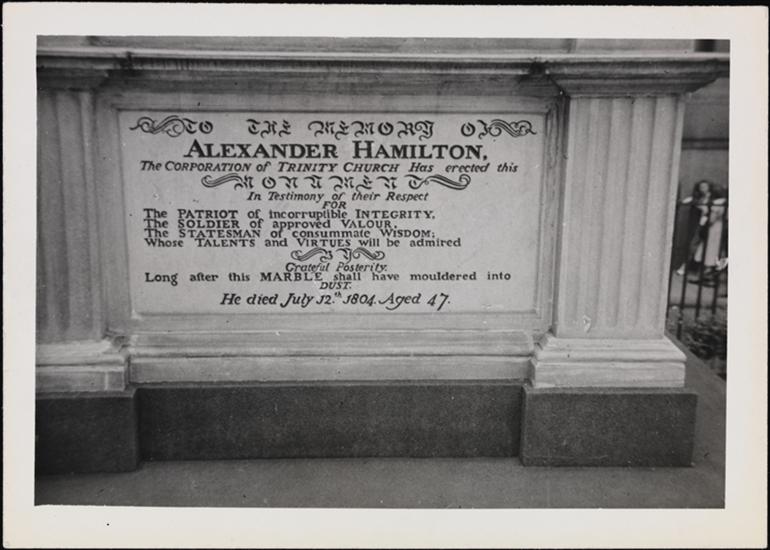 TO THE MEMORY OF
ALEXANDER HAMILTON,
The CORPORATION of TRINITY CHURCH Has erected this
MONUMENT
In Testimony of their Respect
FOR
The PATRIOT of incorruptible INTEGRITY,
The SOLDIER of approved VALOUR,
The STATESMAN of consummate WISDOM;
Whose TALENTS and VIRTUES will be admired
BY
Grateful Posterity.
Long after this MARBLE shall have mouldered into
DUST.
He died July 12.th 1804. Aged 47.